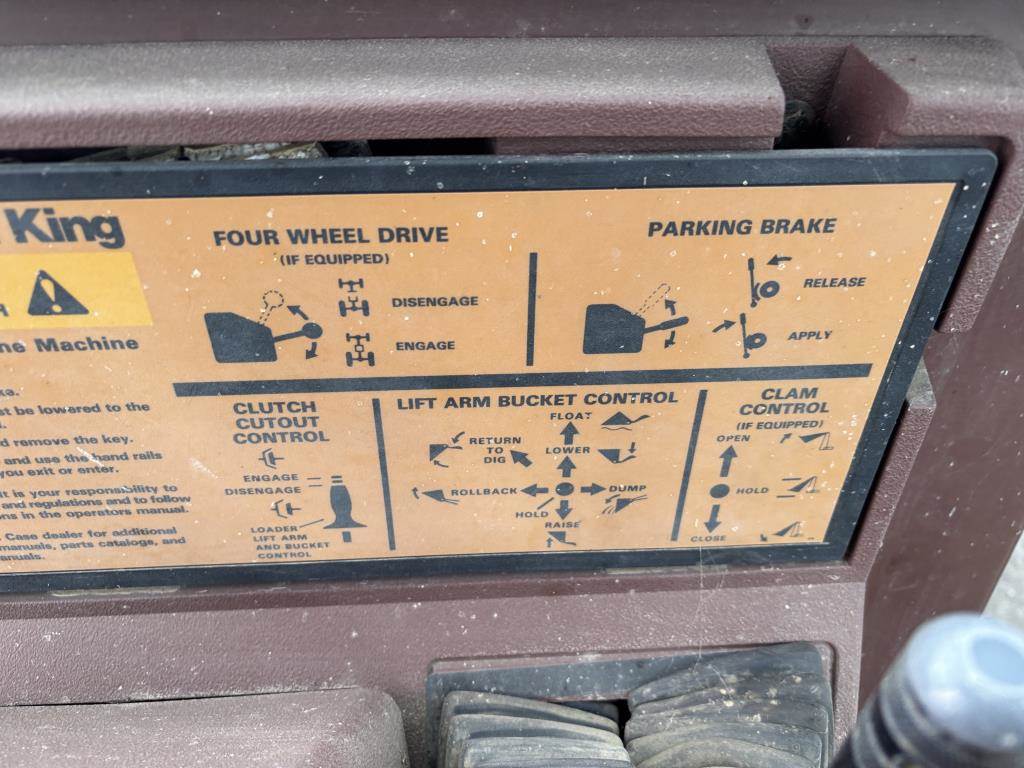 King
ne Machine
be lowered to the
d remove the key.
and use the hand rails
you exit or enter.
it is your responsibility to
and regulations and to follow
ns in the operators manual.
Case dealer for additional
manuals, parts catalogs, and
anuals.
FOUR WHEEL DRIVE
(IF EQUIPPED)
DISENGAGE
ENGAGE
PARKING BRAKE
RELEASE
APPLY
CLUTCH
CUTOUT
CONTROL
ENGAGE
DISENGAGE
LOADER
LIFT ARM
AND BUCKET
CONTROL
LIFT ARM BUCKET CONTROL
FLOAT
RETURN
TO
DIG
LOWER
ROLLBACK
DUMP
HOLD
RAISE
CLAM
CONTROL
(IF EQUIPPED)
OPEN
HOLD
CLOSE